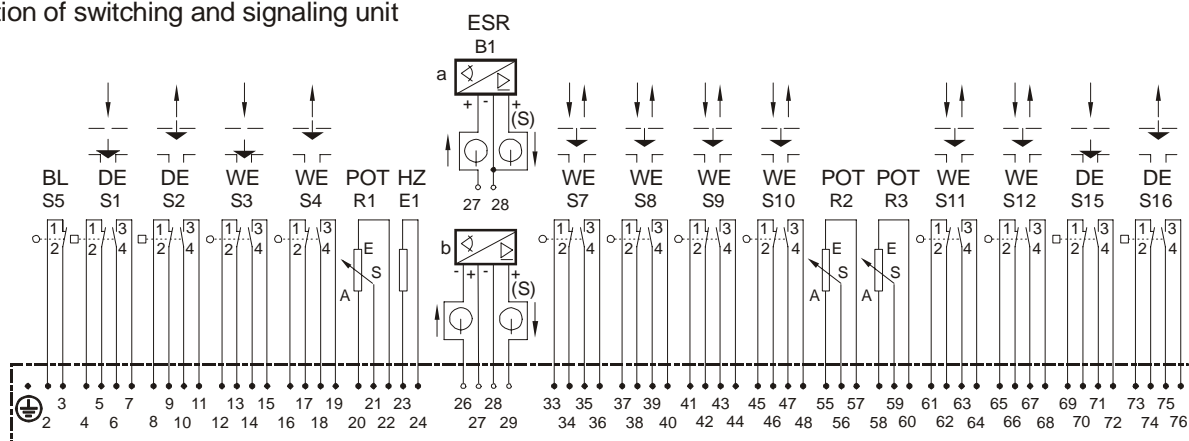 tion of switching and signaling unit
ESR
B1
a
+ - +
(S)
27 28
BL DE DE WE WE POT HZ WE WE WE WE POT POT WE WE DE DE
S5 S1 S2 S3 S4 R1 E1 S7 S8 S9 S10 R2 R3 S11 S12 S15 S16
b
- + - +
(S)
1 1 3 1 3 1 3 1 3 1 3 1 3 1 3 1 3 1 3 1 3 1 3 1 3
2 2 4 2 4 2 4 2 4 2 4 2 4 2 4 2 4 2 4 2 4 2 4 2 4
E E E
S S S
A A A
3 5 7 9 11 13 15 17 19 21 23 26 28 33 35 37 39 41 43 45 47 55 57 59 61 63 65 67 69 71 73 75
2 4 6 8 10 12 14 16 18 20 22 24 27 29 34 36 38 40 42 44 46 48 56 58 60 62 64 66 68 70 72 74 76